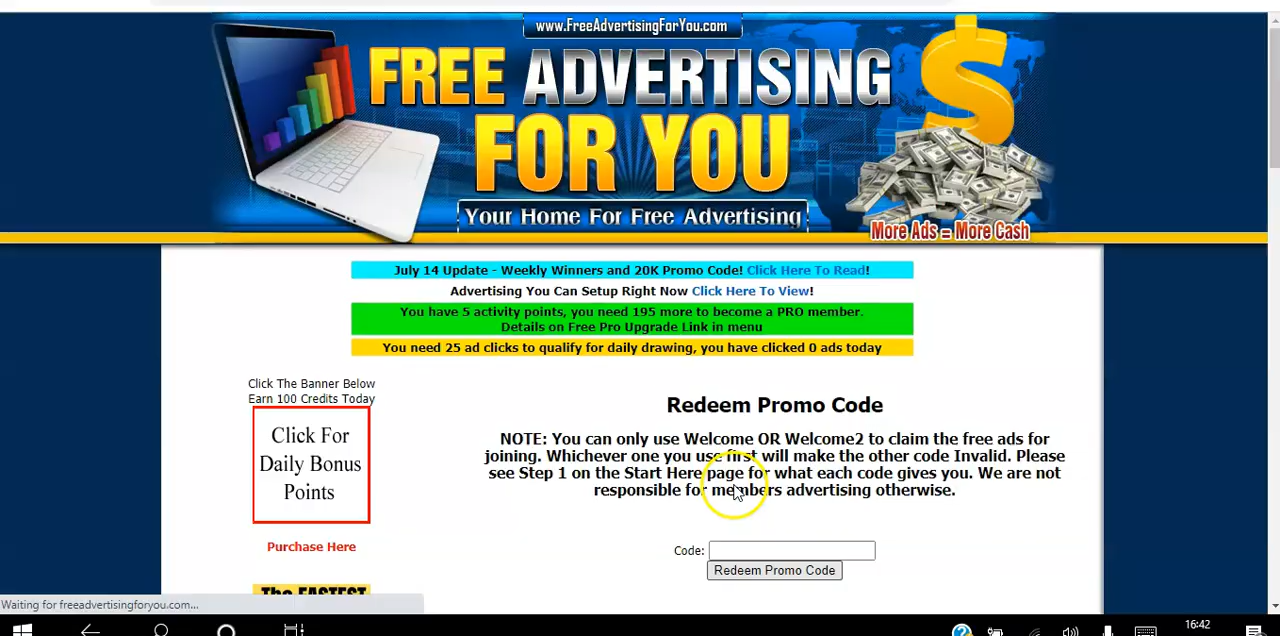 www.FreeAdvertisingForYou.com
FREE ADVERTISING
FOR YOU
Your Home For Free Advertising
More Ads = More Cash
July 14 Update - Weekly Winners and 20K Promo Code! Click Here To Read!
Advertising You Can Setup Right Now Click Here To View!
You have 5 activity points, you need 195 more to become a PRO member.
Details on Free Pro Upgrade Link in menu
You need 25 ad clicks to qualify for daily drawing, you have clicked 0 ads today
Click The Banner Below
Earn 100 Credits Today
Click For
Daily Bonus
Points
Purchase Here
The FASTEST
Redeem Promo Code
NOTE: You can only use Welcome OR Welcome2 to claim the free ads for
joining. Whichever one you use first will make the other code Invalid. Please
see Step 1 on the Start Here page for what each code gives you. We are not
responsible for members advertising otherwise.
Code:
Redeem Promo Code
Waiting for freeadvertisingforyou.com...
16:42